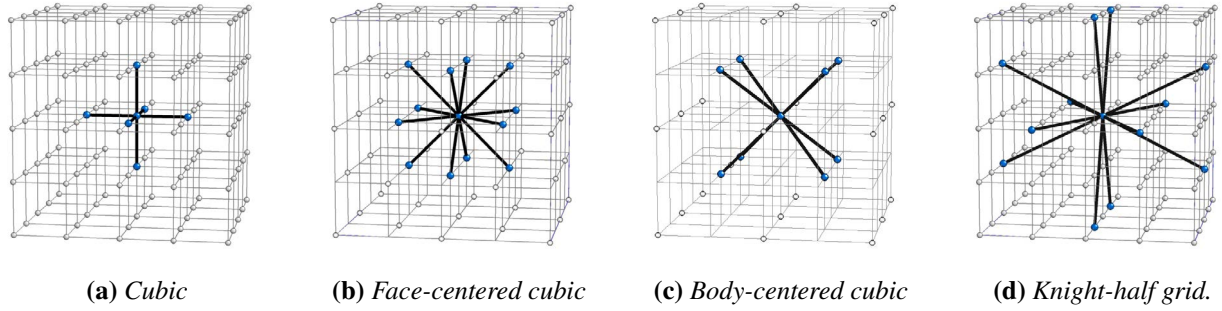 (a) Cubic
(b) Face-centered cubic
(c) Body-centered cubic
(d) Knight-half grid.